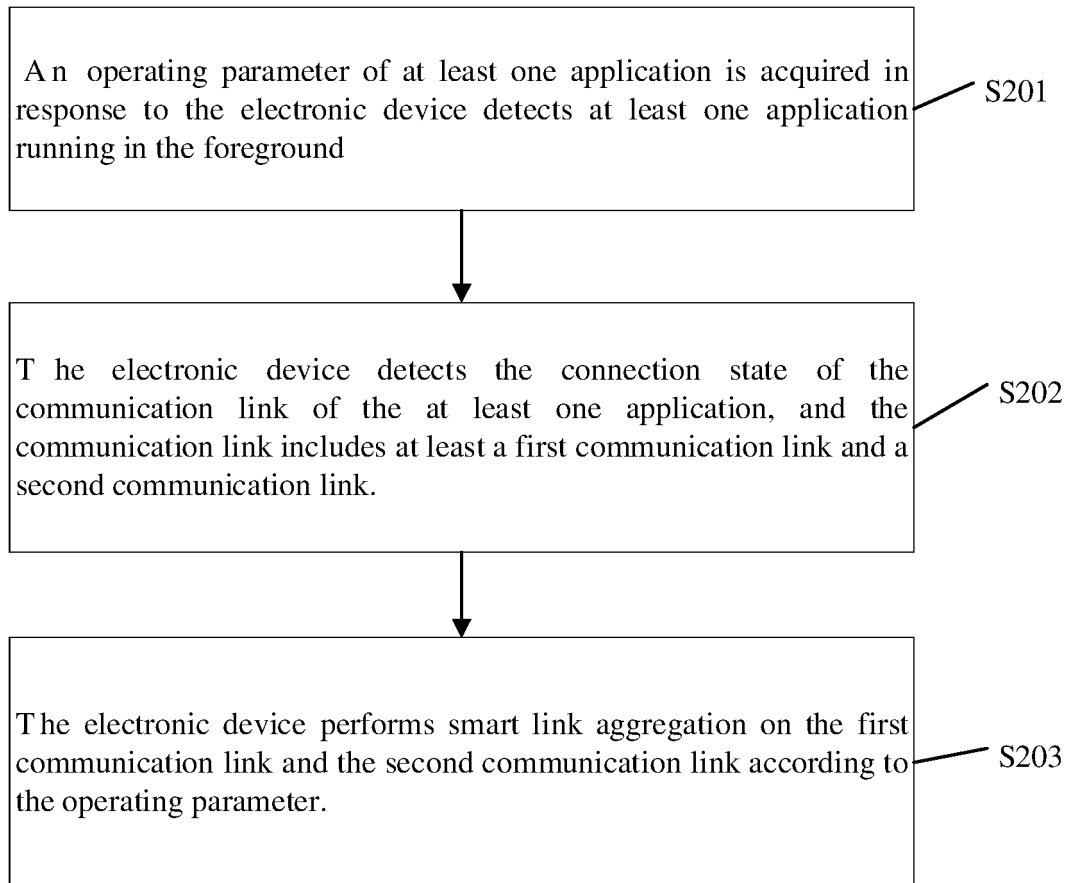 An operating parameter of at least one application is acquired in
response to the electronic device detects at least one application
running in the foreground
S201
T he electronic device detects the connection state of the
communication link of the at least one application, and the
communication link includes at least a first communication link and a
second communication link.
S202
The electronic device performs smart link aggregation on the first
communication link and the second communication link according to
the operating parameter.
S203